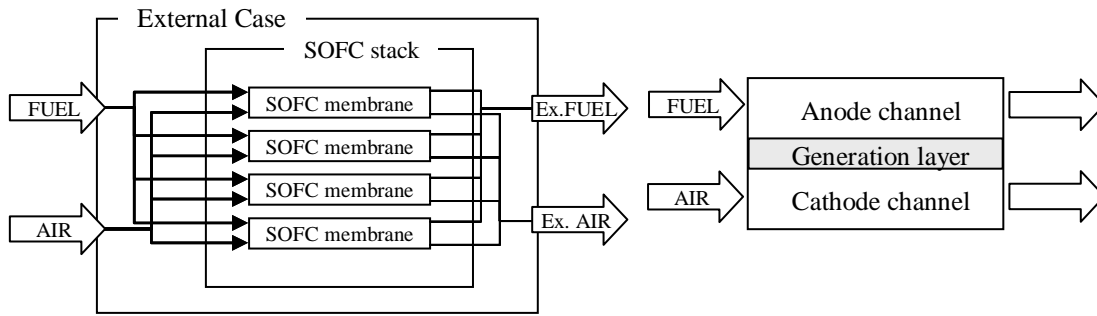 External Case
SOFC stack
FUEL
AIR
SOFC membrane
SOFC membrane
SOFC membrane
SOFC membrane
Ex.FUEL
Ex. AIR
FUEL
AIR
Anode channel
Generation layer
Cathode channel